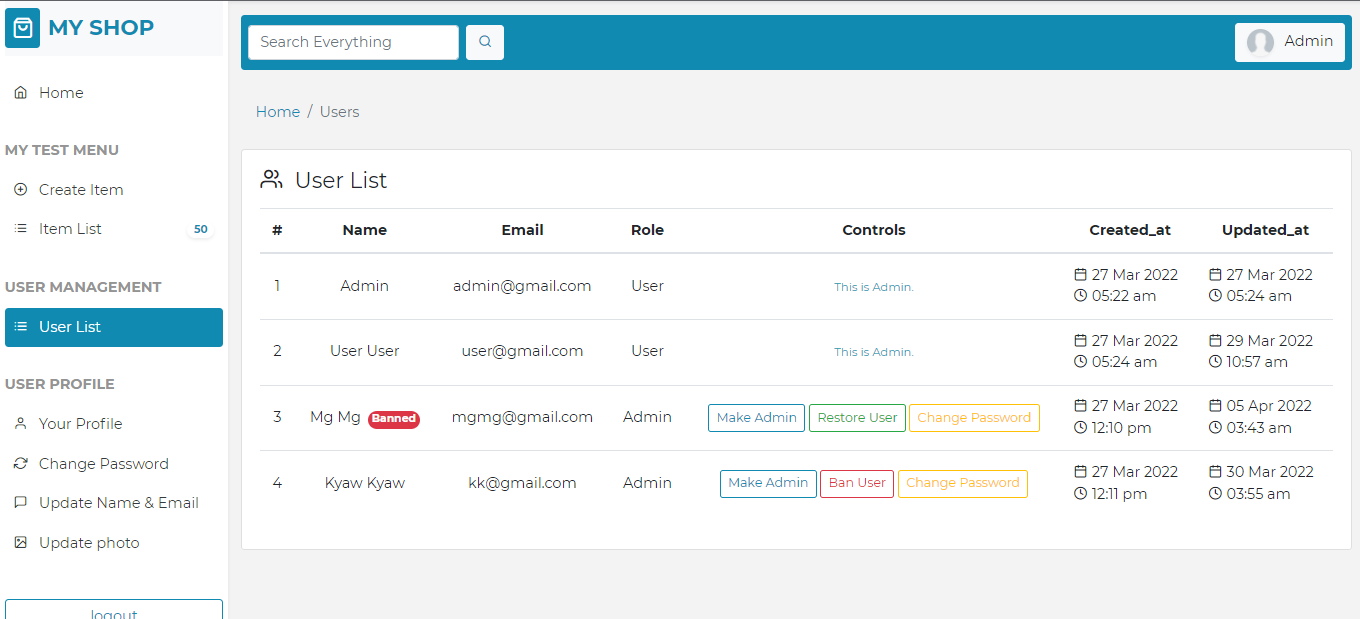 MY SHOP
Home
MY TEST MENU
Create Item
Item List 50
USER MANAGEMENT
User List
USER PROFILE
Your Profile
Change Password
Update Name & Email
Update photo
logout
Search Everything
Admin
Home / Users
User List
# Name Email Role Controls Created_at Updated_at
1 Admin admin@gmail.com User This is Admin. 27 Mar 2022 27 Mar 2022
05:22 am 05:24 am
2 User User user@gmail.com User This is Admin. 27 Mar 2022 29 Mar 2022
05:24 am 10:57 am
3 Mg Mg Banned mgmg@gmail.com Admin Make Admin Restore User Change Password 27 Mar 2022 05 Apr 2022
12:10 pm 03:43 am
4 Kyaw Kyaw kk@gmail.com Admin Make Admin Ban User Change Password 27 Mar 2022 30 Mar 2022
12:11 pm 03:55 am